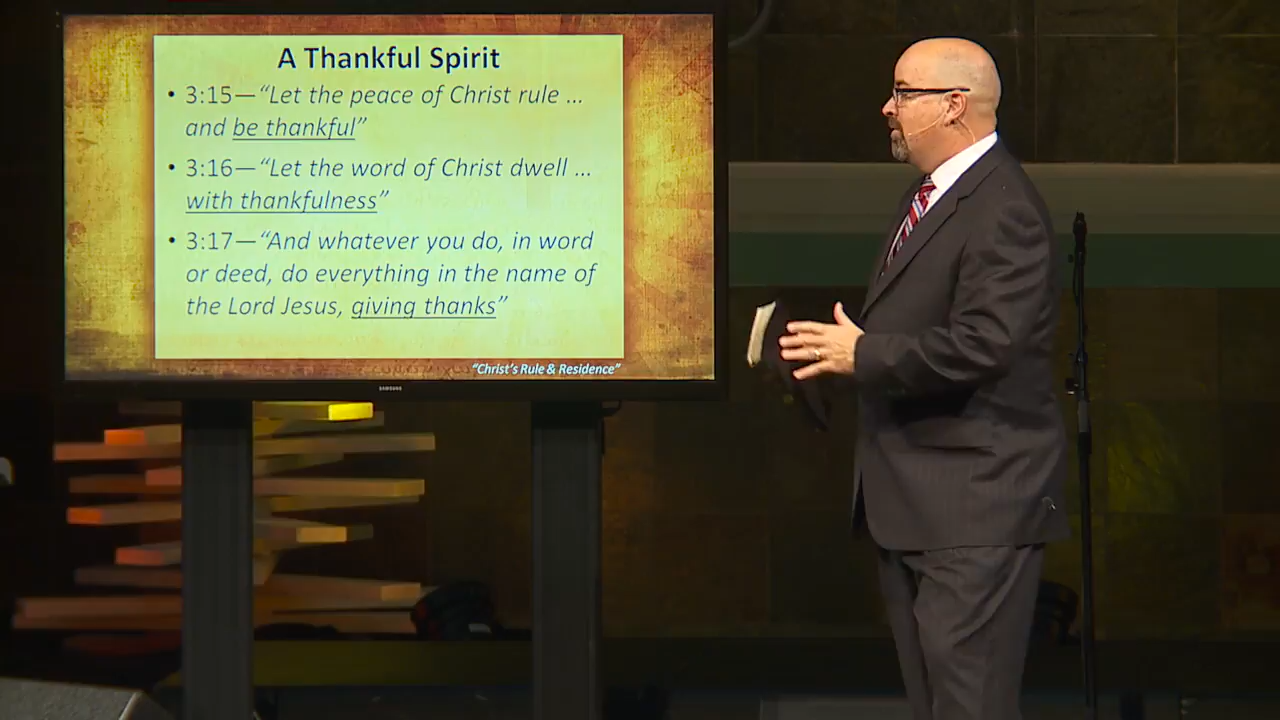 A Thankful Spirit
• 3:15—“Let the peace of Christ rule …
and be thankful”
• 3:16—“Let the word of Christ dwell …
with thankfulness”
• 3:17—“And whatever you do, in word
or deed, do everything in the name of
the Lord Jesus, giving thanks”
“Christ’s Rule & Residence”
SAMSUNG